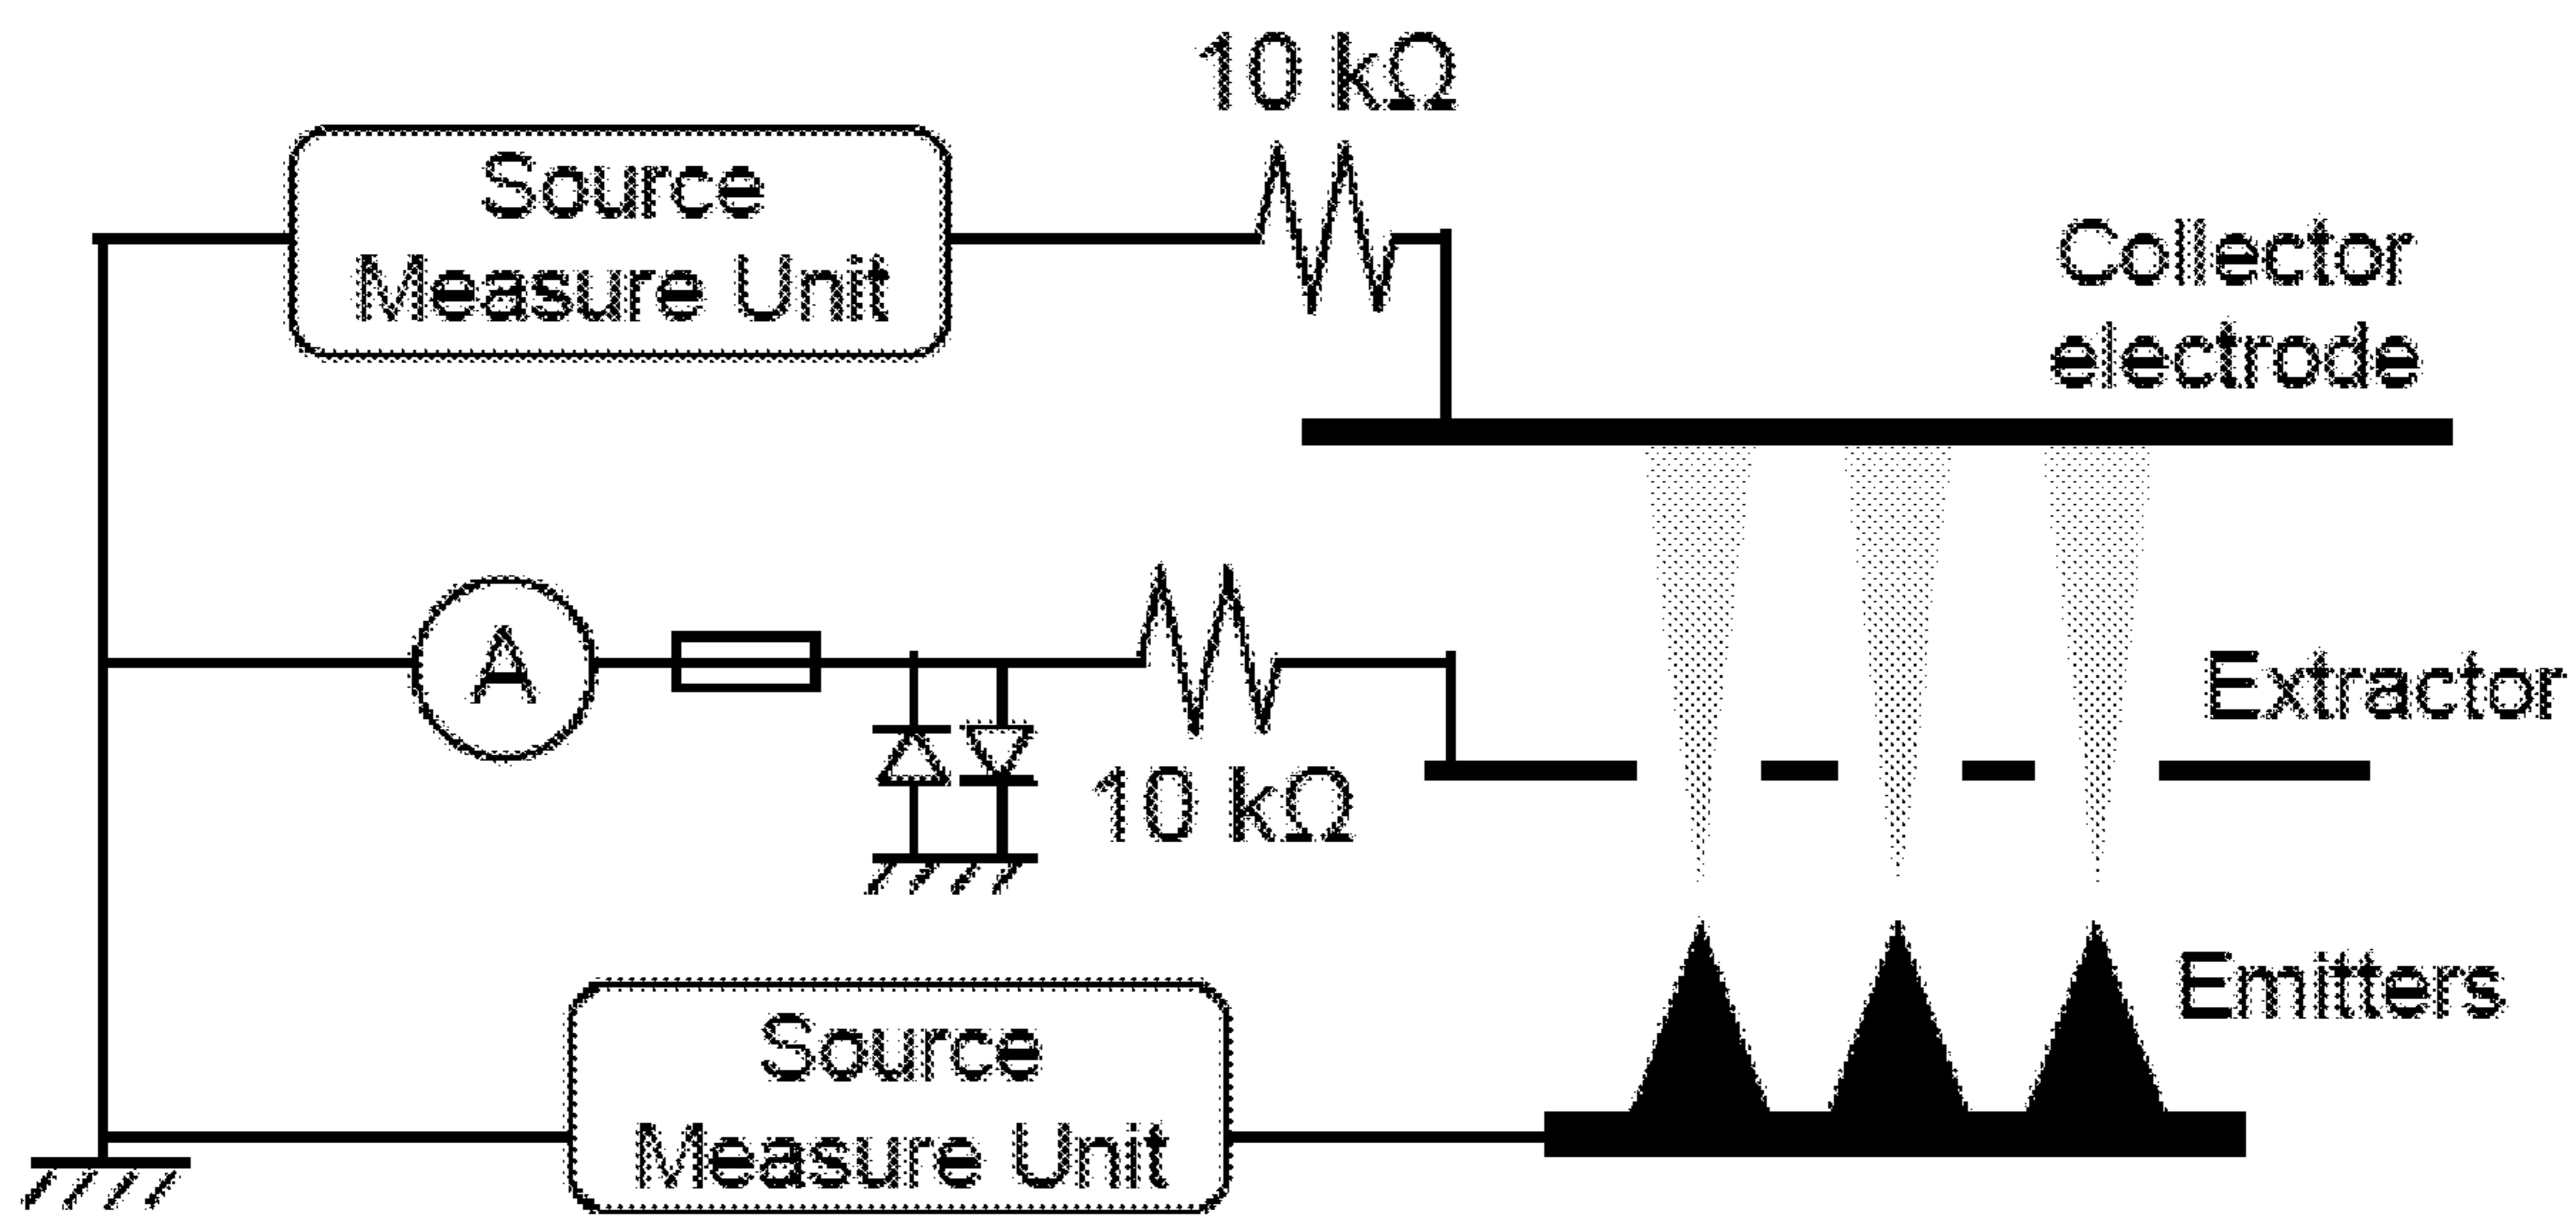 10 kΩ
Source
Measure Unit
Collector
electrode
A
Extractor
10 kΩ
Emitters
Source
Measure Unit